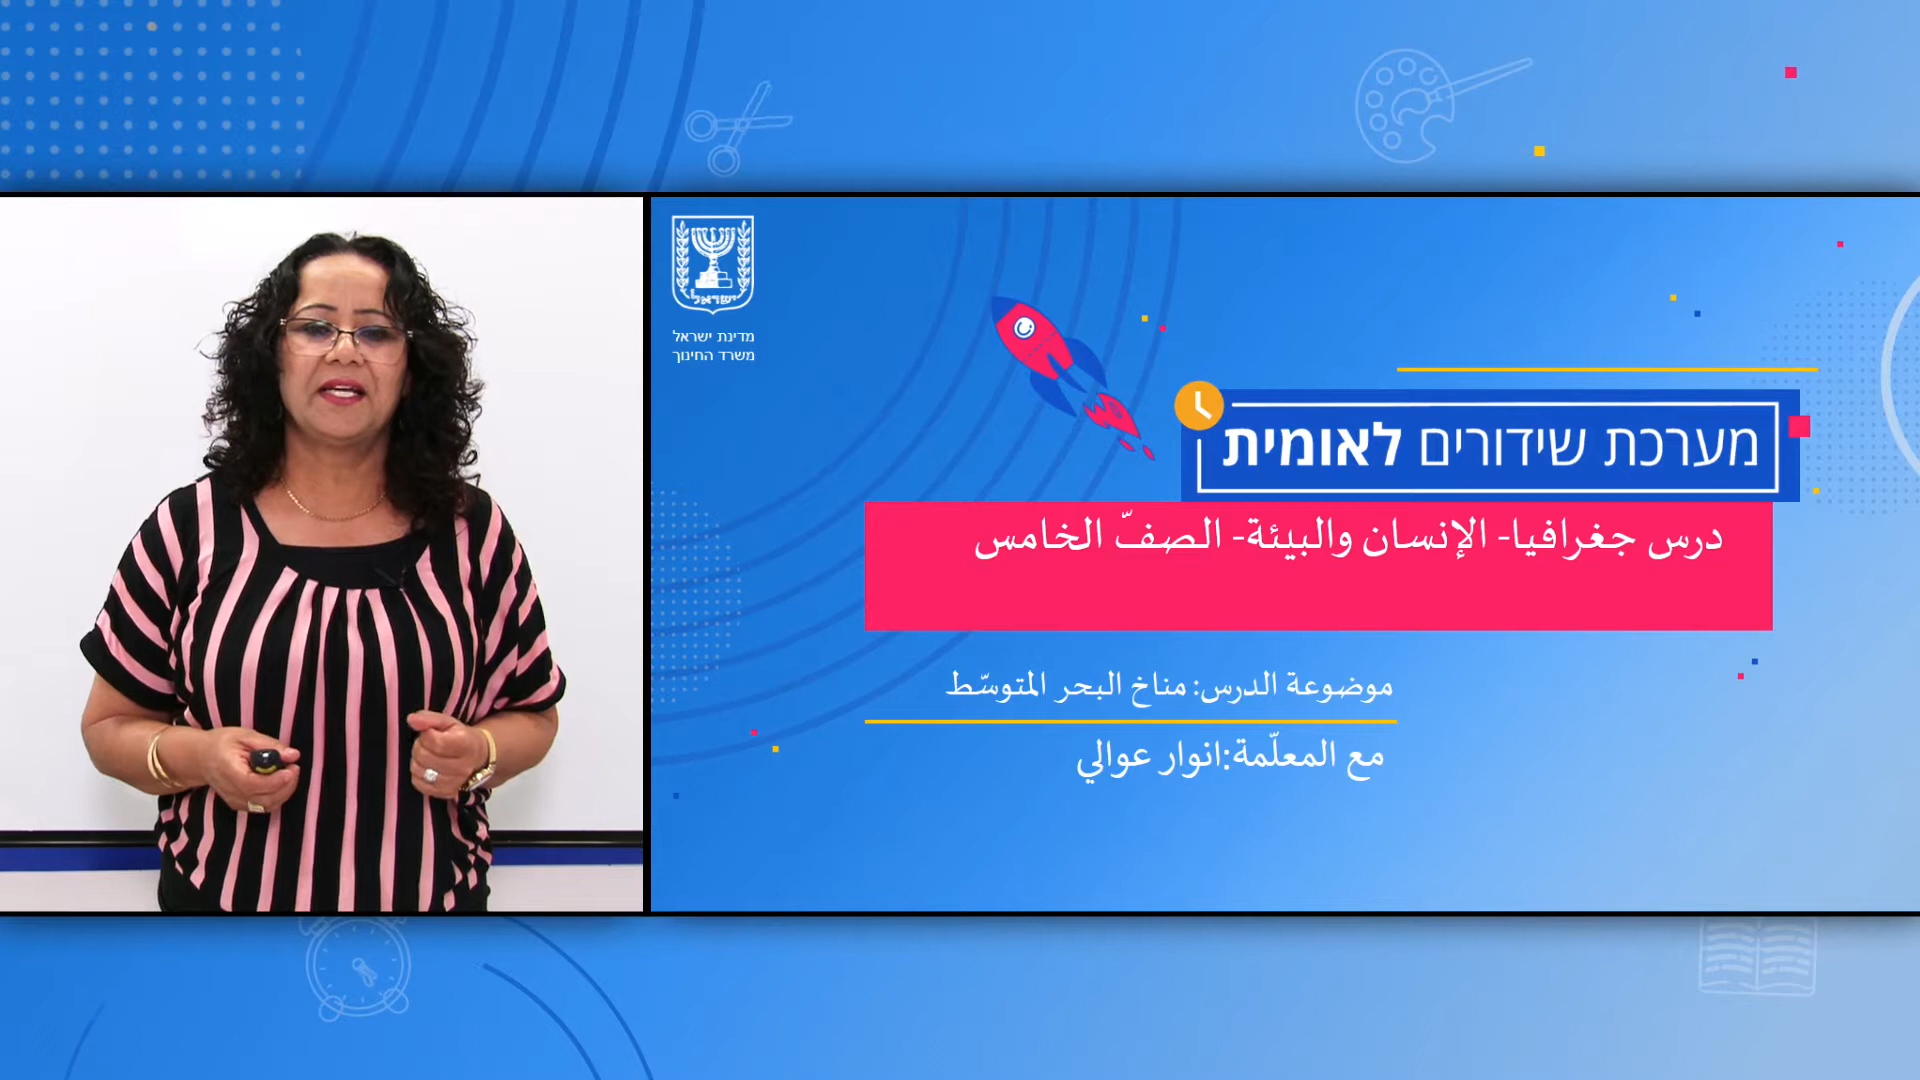 ישראל
מדינת ישראל
משרד החינוך
מערכת שידורים לאומית
درس جغرافيا- الإنسان والبيئة- الصفّ الخامس
موضوعة الدرس: مناخ البحر المتوسّط
مع المعلّمة:انوار عوالي